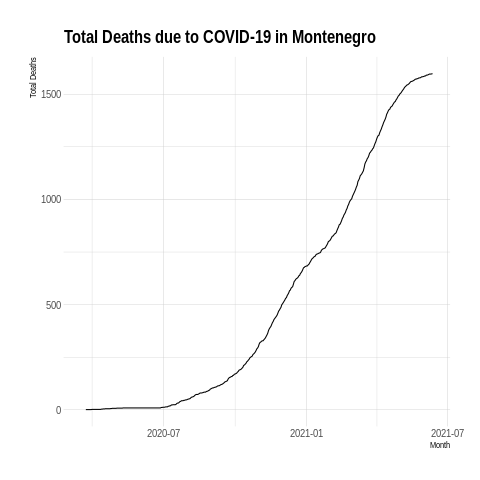 Total Deaths due to COVID-19 in Montenegro
Total Deaths
1500
1000
500
0
2020-07
2021-01
2021-07
Month